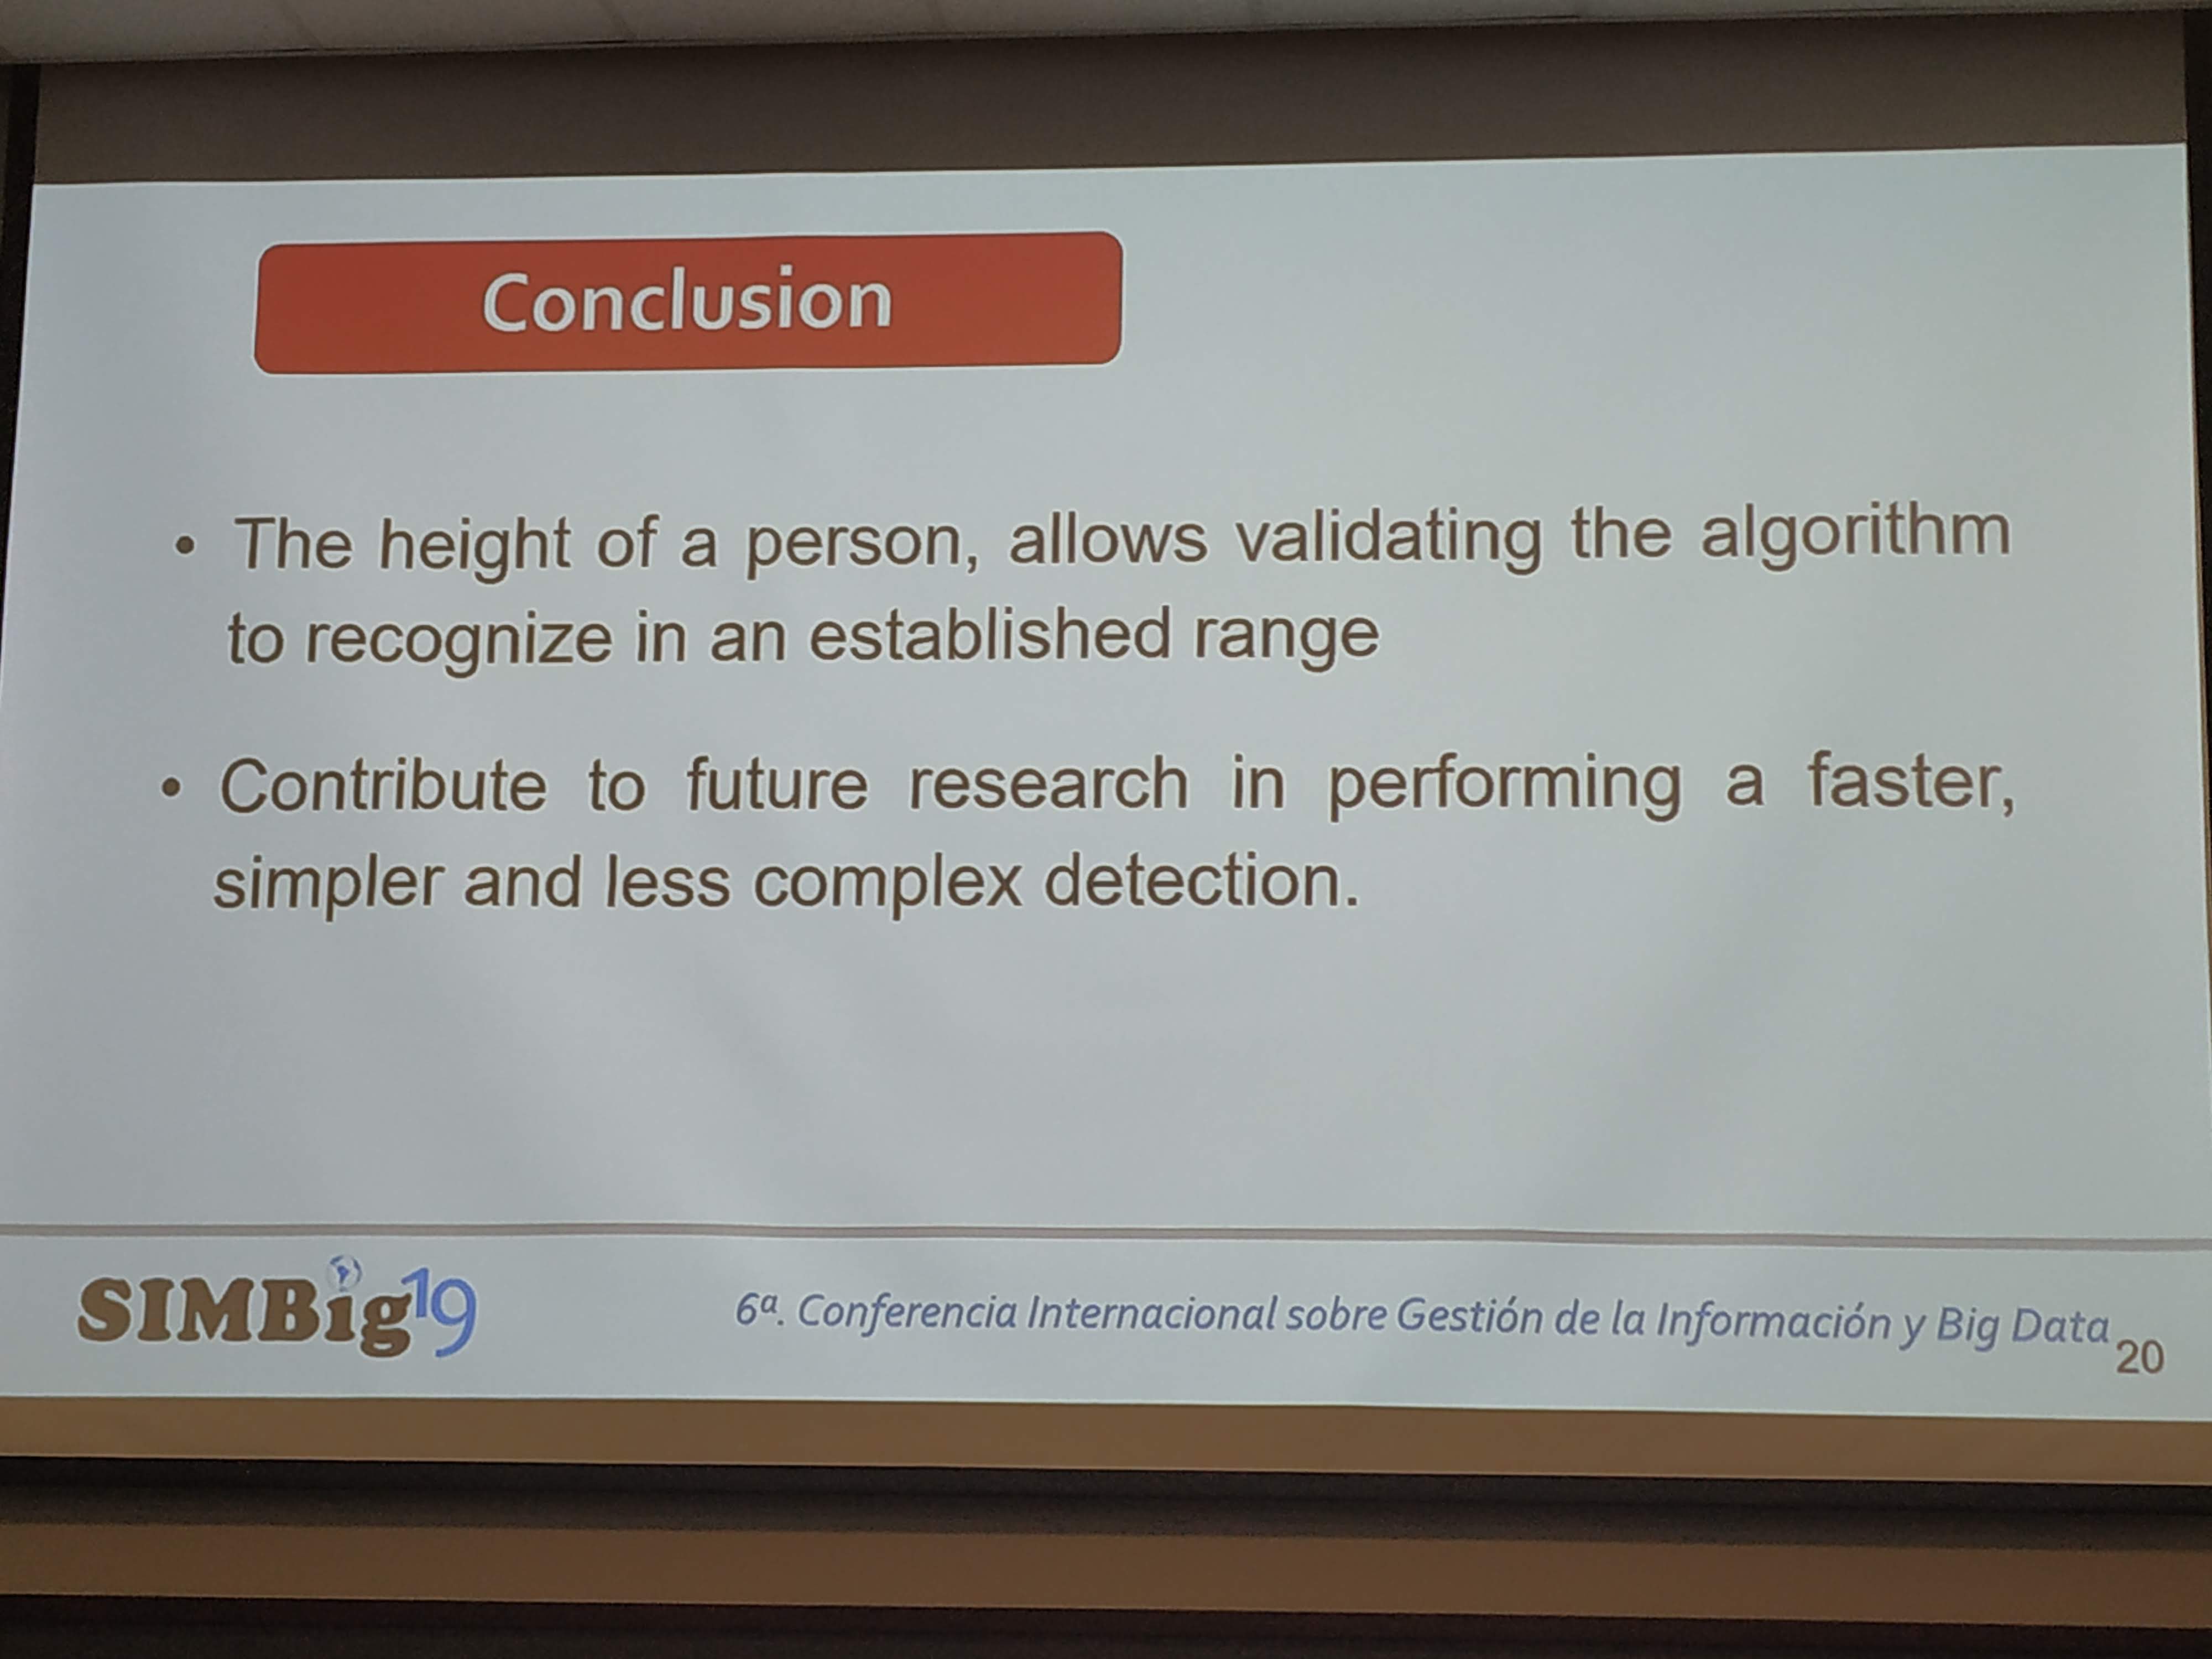 Conclusion
• The height of a person, allows validating the algorithm
to recognize in an established range
• Contribute to future research in performing a faster,
simpler and less complex detection.
SIMBig19
6ª. Conferencia Internacional sobre Gestión de la Información y Big Data
20